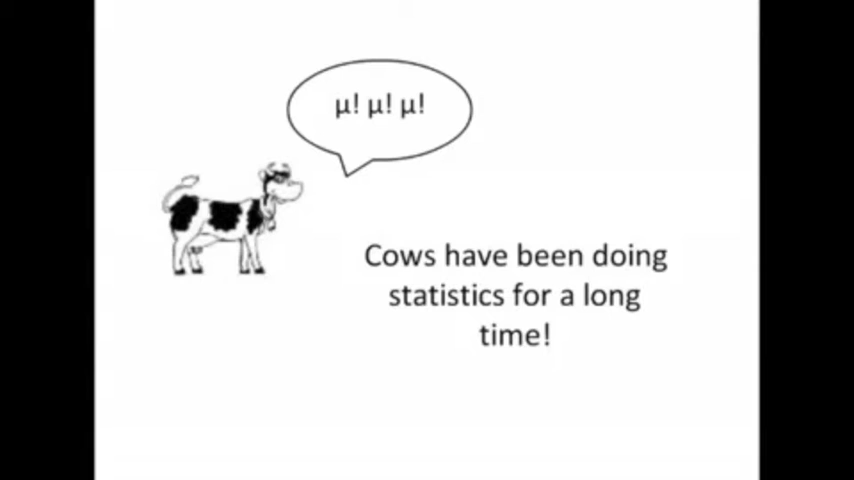 μ! μ! μ!
Cows have been doing
statistics for a long
time!